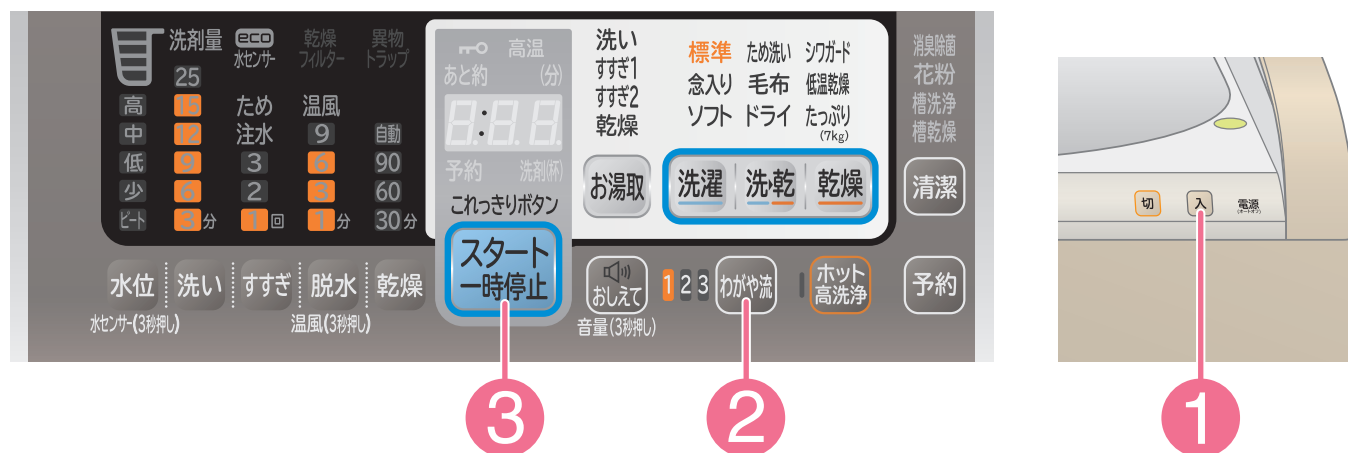 洗剤量
25
高 15
中 12
低 9
少 6
ビート 3分
eco
水センサー
ため
注水
3
2
1回
乾燥
フィルター
温風
9
6
3
1分
異物
トラップ
自動
90
60
30分
高温
あと約 (分)
8:88
予約 洗剤(杯)
これっきりボタン
スタート
一時停止
洗い
すすぎ1
すすぎ2
乾燥
標準 ため洗い シワガード
念入り 毛布 低温乾燥
ソフト ドライ たっぷり
(7kg)
お湯取 洗濯 洗›乾 乾燥
消臭除菌
花粉
槽洗浄
槽乾燥
清潔
水位 洗い すすぎ 脱水 乾燥
水センサー(3秒押し) 温風(3秒押し)
おしえて
音量(3秒押し)
1 2 3 わがや流
ホット
高洗浄
予約
切 入 電源
(オートオフ)
3 2 1